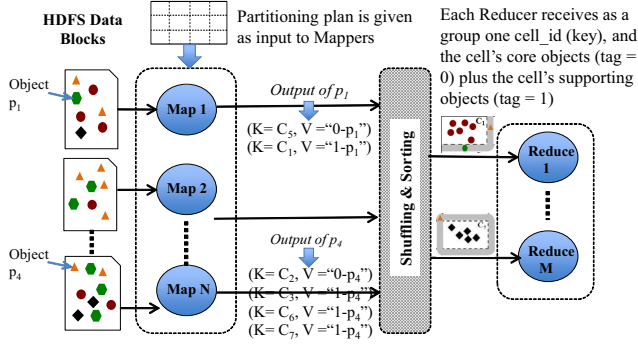 HDFS Data
Blocks
Partitioning plan is given
as input to Mappers
Each Reducer receives as a
group one cell_id (key), and
the cell's core objects (tag =
0) plus the cell's supporting
objects (tag = 1)
Object
p1
Map 1
Output of p1
(K= C5, V ="0-p1")
(K= C1, V ="1-p1")
Map 2
Shuffling & Sorting
C1
Reduce
1
Object
p4
Map N
Output of p4
(K= C2, V ="0-p4")
(K= C3, V ="1-p4")
(K= C6, V ="1-p4")
(K= C7, V ="1-p4")
Reduce
M